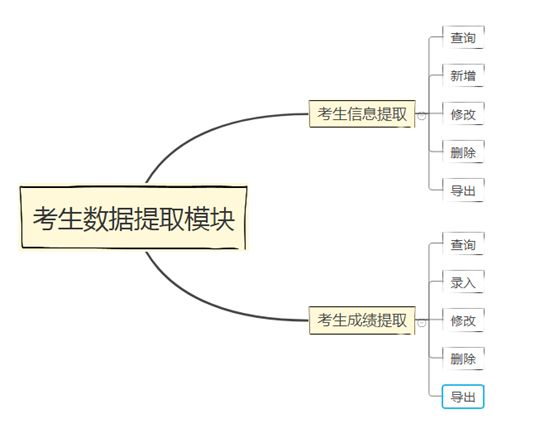 考生数据提取模块
考生信息提取
查询
新增
修改
删除
导出
考生成绩提取
查询
录入
修改
删除
导出